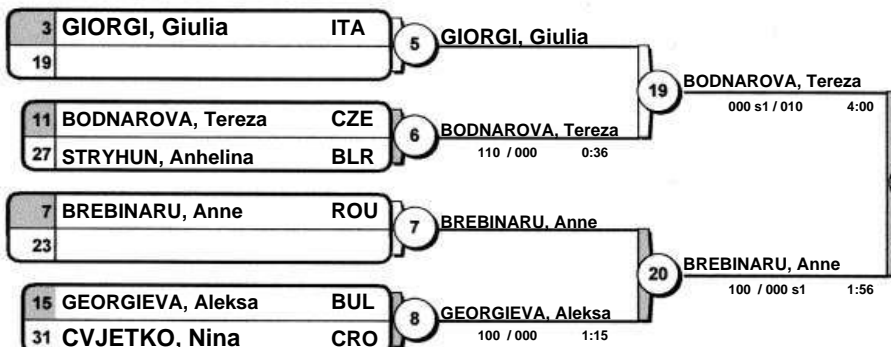 3 GIORGI, Giulia ITA
19
5
GIORGI, Giulia
11 BODNAROVA, Tereza CZE
27 STRYHUN, Anhelina BLR
6
BODNAROVA, Tereza
110 / 000 0:36
19
BODNAROVA, Tereza
000 s1 / 010 4:00
7 BREBINARU, Anne ROU
23
7
BREBINARU, Anne
15 GEORGIEVA, Aleksa BUL
31 CVJETKO, Nina CRO
8
GEORGIEVA, Aleksa
100 / 000 1:15
20
BREBINARU, Anne
100 / 000 s1 1:56